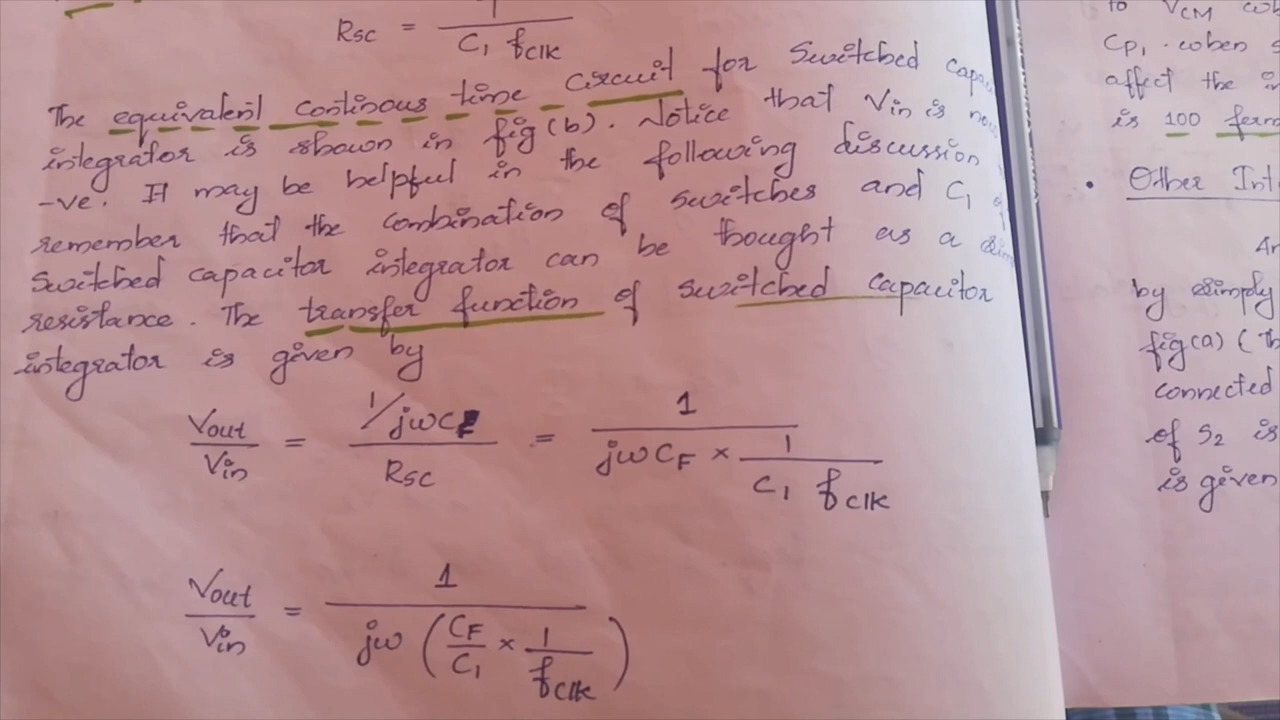 Rsc = 1 / C1 fclk
The equivalent continous time circuit for switched
integrator is shown in fig(b). Notice that Vin is
-ve. It may be helpful in the following discussion
remember that the combination of switches and C1
switched capacitor integrator can be thought as a
resistance. The transfer function of switched capacitor
integrator is given by
Vout / Vin = (1/jωCF) / Rsc = 1 / (jωCF × 1 / (C1 fclk))
Vout / Vin = 1 / (jω (CF / C1 × 1 / fclk))
to VCM
Cp1. when
affect the
is 100
• Other
by simply
fig(a) (
connected
of S2 is
is given